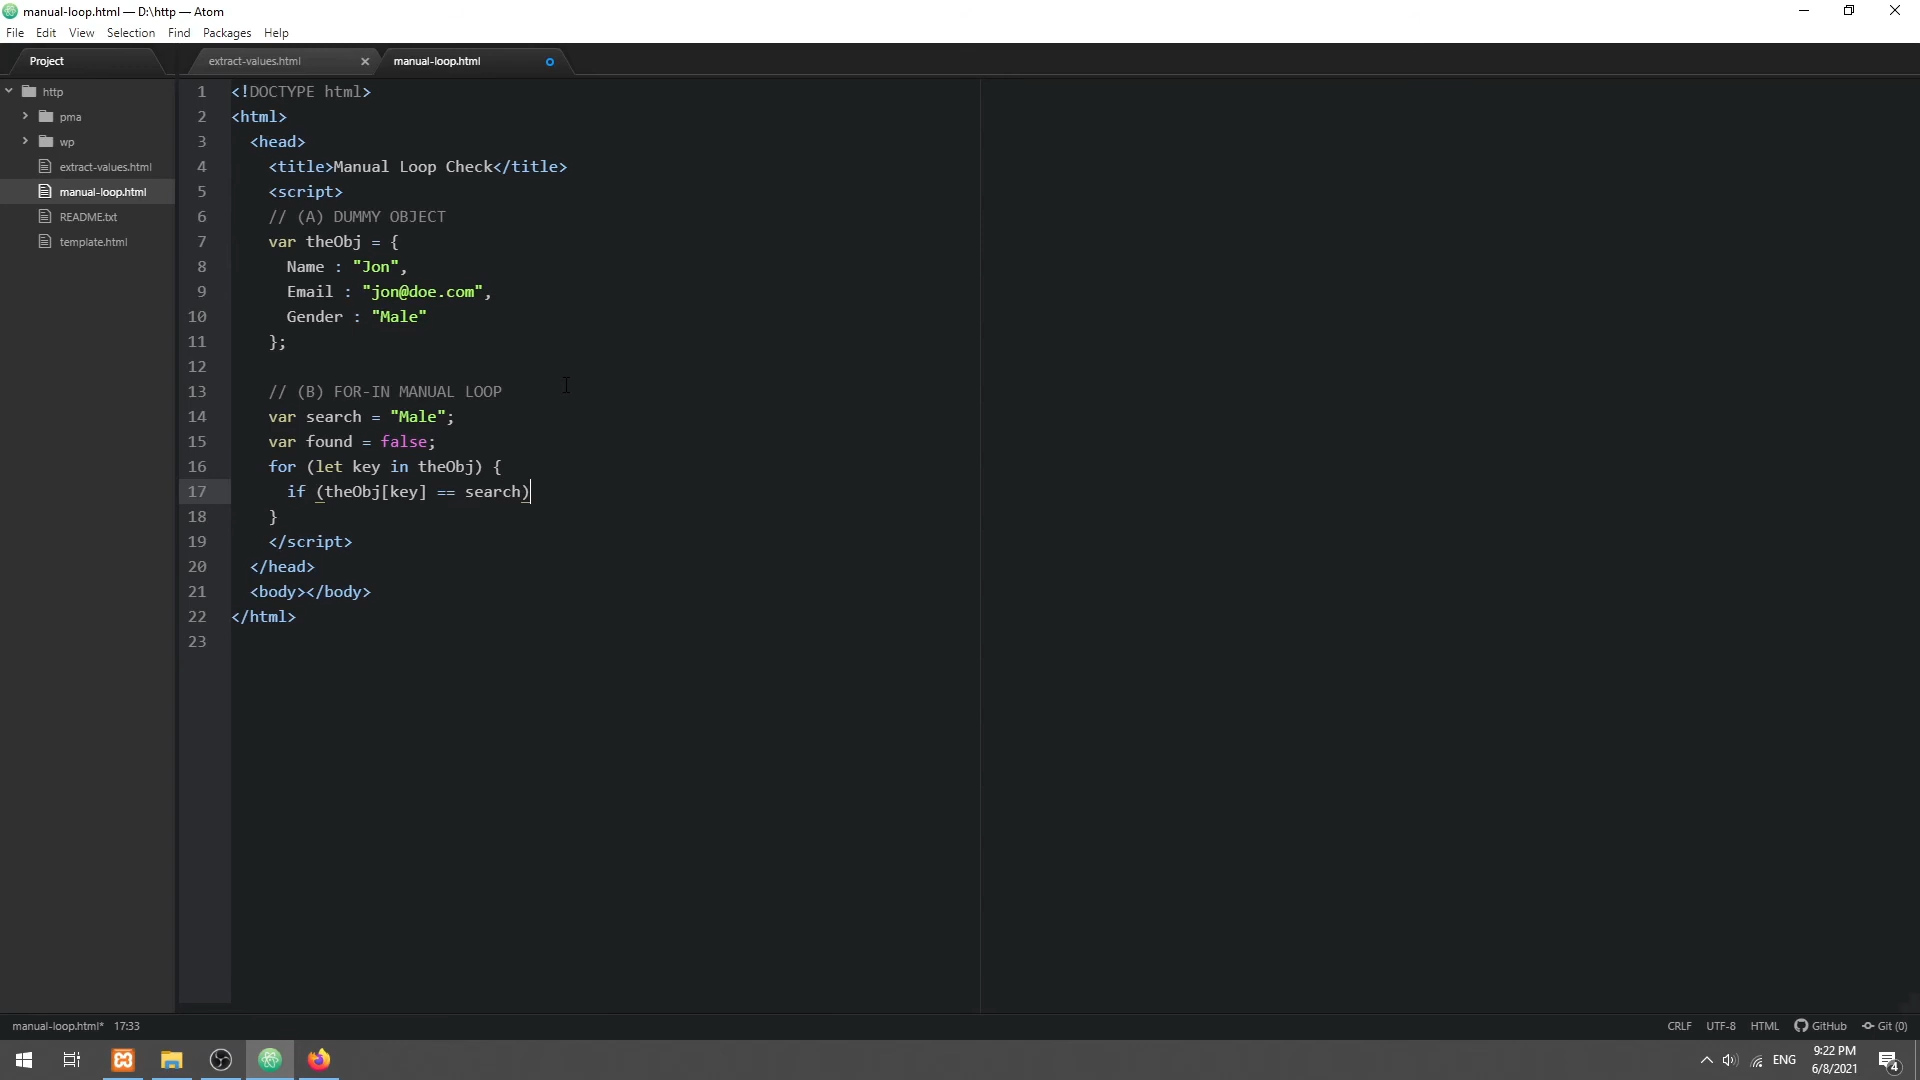 manual-loop.html — D:\http — Atom
File Edit View Selection Find Packages Help
Project
extract-values.html
manual-loop.html
http
pma
wp
extract-values.html
manual-loop.html
README.txt
template.html
1 <!DOCTYPE html>
2 <html>
3 <head>
4 <title>Manual Loop Check</title>
5 <script>
6 // (A) DUMMY OBJECT
7 var theObj = {
8 Name : "Jon",
9 Email : "jon@doe.com",
10 Gender : "Male"
11 };
12
13 // (B) FOR-IN MANUAL LOOP
14 var search = "Male";
15 var found = false;
16 for (let key in theObj) {
17 if (theObj[key] == search)
18 }
19 </script>
20 </head>
21 <body></body>
22 </html>
23
manual-loop.html* 17:33
CRLF UTF-8 HTML GitHub Git (0)
ENG
9:22 PM
6/8/2021
4